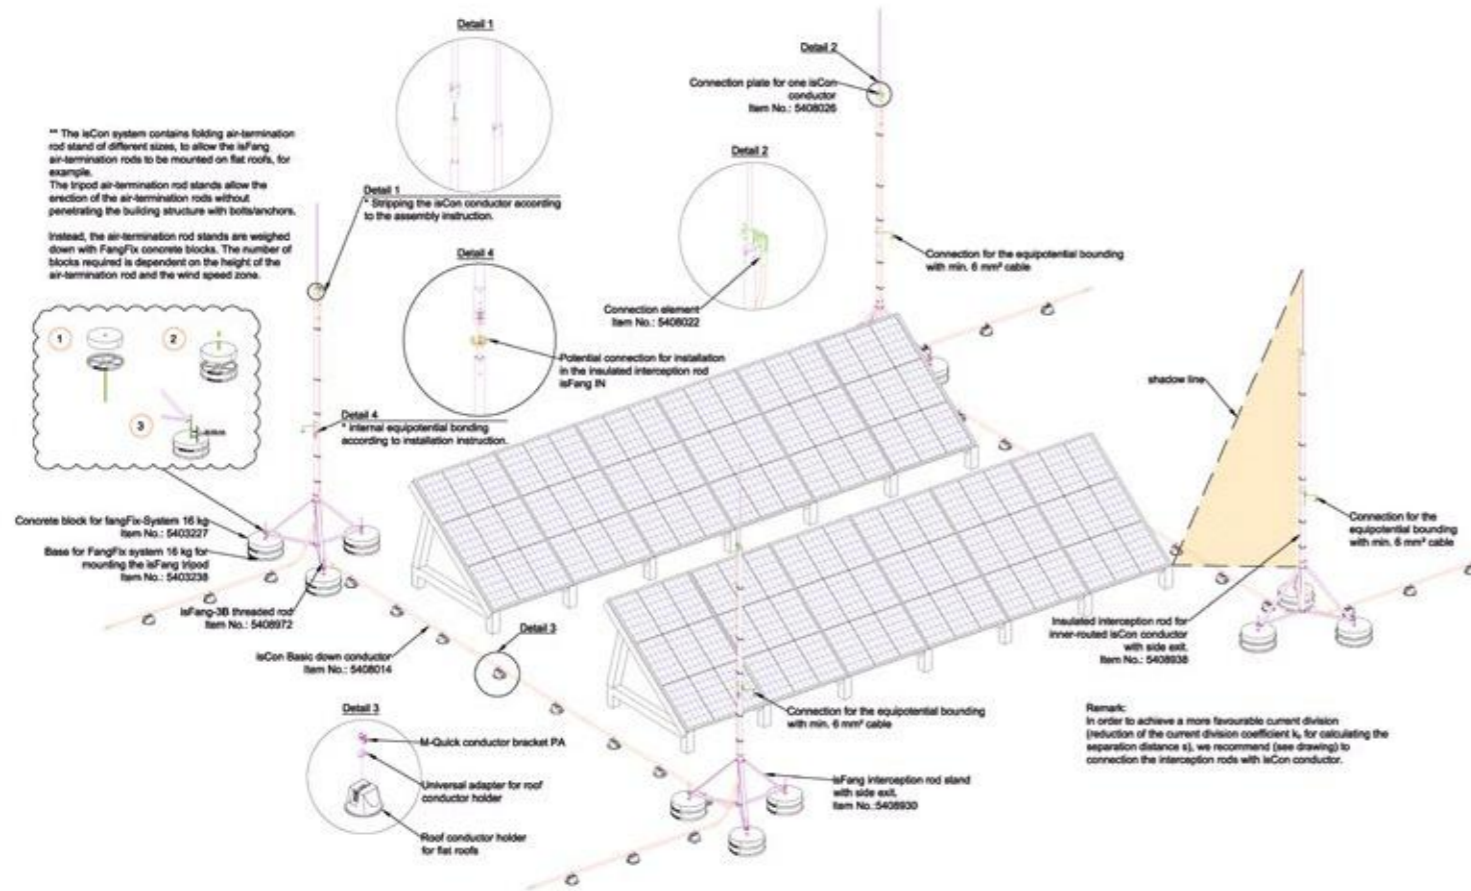 Detail 1
Detail 2
Connection plate for one isCon
conductor
Item No.: 5408026
** The isCon system contains folding air-termination
rod stand of different sizes, to allow the isFang
air-termination rods to be mounted on flat roofs, for
example.
The tripod air-termination rod stands allow the
erection of the air-termination rods without
penetrating the building structure with bolts/anchors.
Instead, the air-termination rod stands are weighed
down with FangFix concrete blocks. The number of
blocks required is dependent on the height of the
air-termination rod and the wind speed zone.
Detail 2
Detail 1
* Stripping the isCon conductor according
to the assembly instruction.
Detail 4
Connection for the equipotential bounding
with min. 6 mm² cable
Connection element
Item No.: 5408022
1
2
3
Potential connection for installation
in the insulated interception rod
isFang IN
shadow line
Detail 4
* internal equipotential bonding
according to installation instruction.
Concrete block for fangFix-System 16 kg
Item No.: 5403227
Base for FangFix system 16 kg for
mounting the isFang tripod
Item No.: 5403238
isFang-3B threaded rod
Item No.: 5408972
Connection for the
equipotential bounding
with min. 6 mm² cable
isCon Basic down conductor
Item No.: 5408014
Detail 3
Insulated interception rod for
inner-routed isCon conductor
with side exit.
Item No.: 5408938
Detail 3
M-Quick conductor bracket PA
Universal adapter for roof
conductor holder
Roof conductor holder
for flat roofs
Connection for the equipotential bounding
with min. 6 mm² cable
isFang interception rod stand
with side exit.
Item No.:5408930
Remark:
In order to achieve a more favourable current division
(reduction of the current division coefficient kc for calculating the
separation distance s), we recommend (see drawing) to
connection the interception rods with isCon conductor.